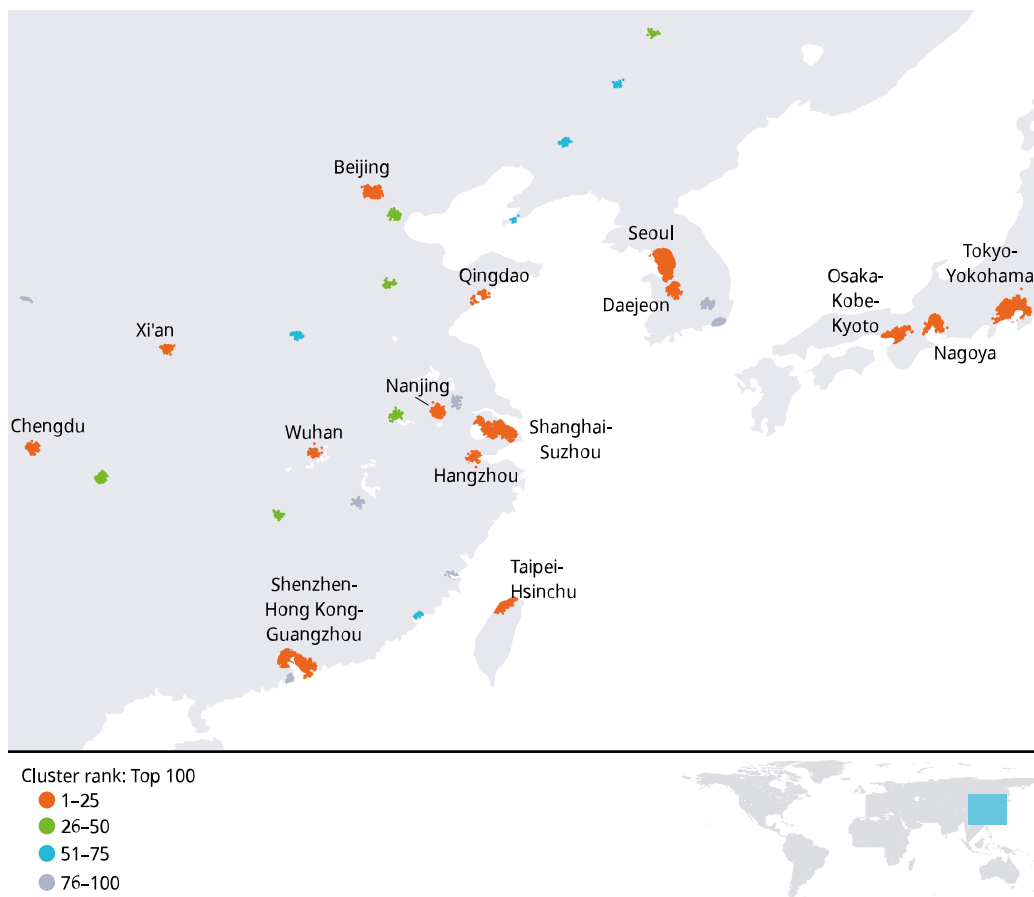 Beijing
Seoul
Tokyo-
Yokohama
Qingdao
Osaka-
Kobe-
Kyoto
Daejeon
Xi'an
Nagoya
Nanjing
Chengdu
Wuhan
Shanghai-
Suzhou
Hangzhou
Taipei-
Hsinchu
Shenzhen-
Hong Kong-
Guangzhou
Cluster rank: Top 100
1–25
26–50
51–75
76–100